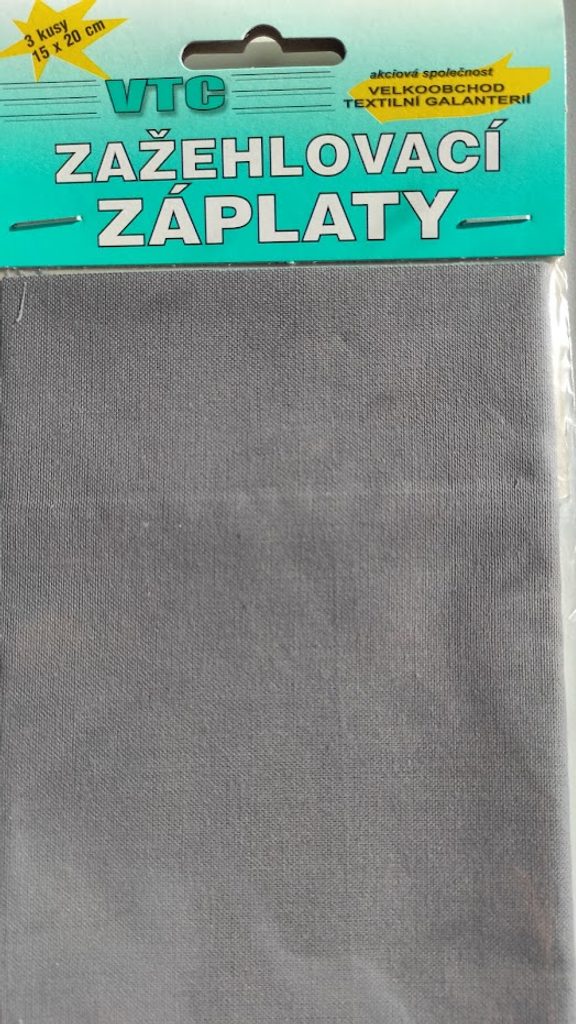 3 kusy
15 x 20 cm
VTC
akciová společnost
VELKOOBCHOD
TEXTILNÍ GALANTERIÍ
ZAŽEHLOVACÍ
ZÁPLATY